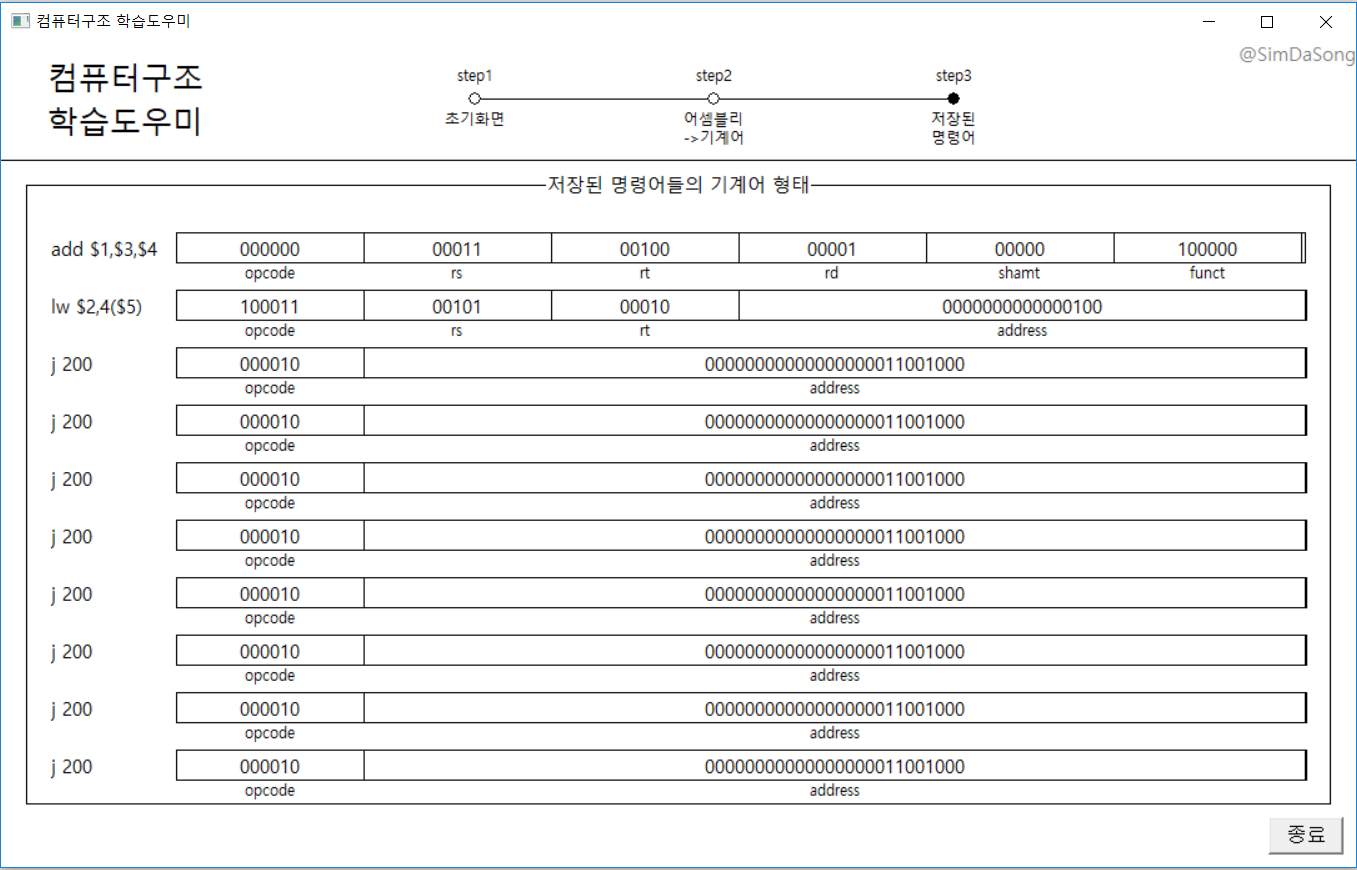 컴퓨터구조 학습도우미
@SimDaSong
컴퓨터구조
학습도우미
step1 step2 step3
초기화면 어셈블리 저장된
->기계어 명령어
저장된 명령어들의 기계어 형태
add $1,$3,$4 000000 00011 00100 00001 00000 100000
opcode rs rt rd shamt funct
lw $2,4($5) 100011 00101 00010 0000000000000100
opcode rs rt address
j 200 000010 00000000000000000011001000
opcode address
j 200 000010 00000000000000000011001000
opcode address
j 200 000010 00000000000000000011001000
opcode address
j 200 000010 00000000000000000011001000
opcode address
j 200 000010 00000000000000000011001000
opcode address
j 200 000010 00000000000000000011001000
opcode address
j 200 000010 00000000000000000011001000
opcode address
j 200 000010 00000000000000000011001000
opcode address
종료